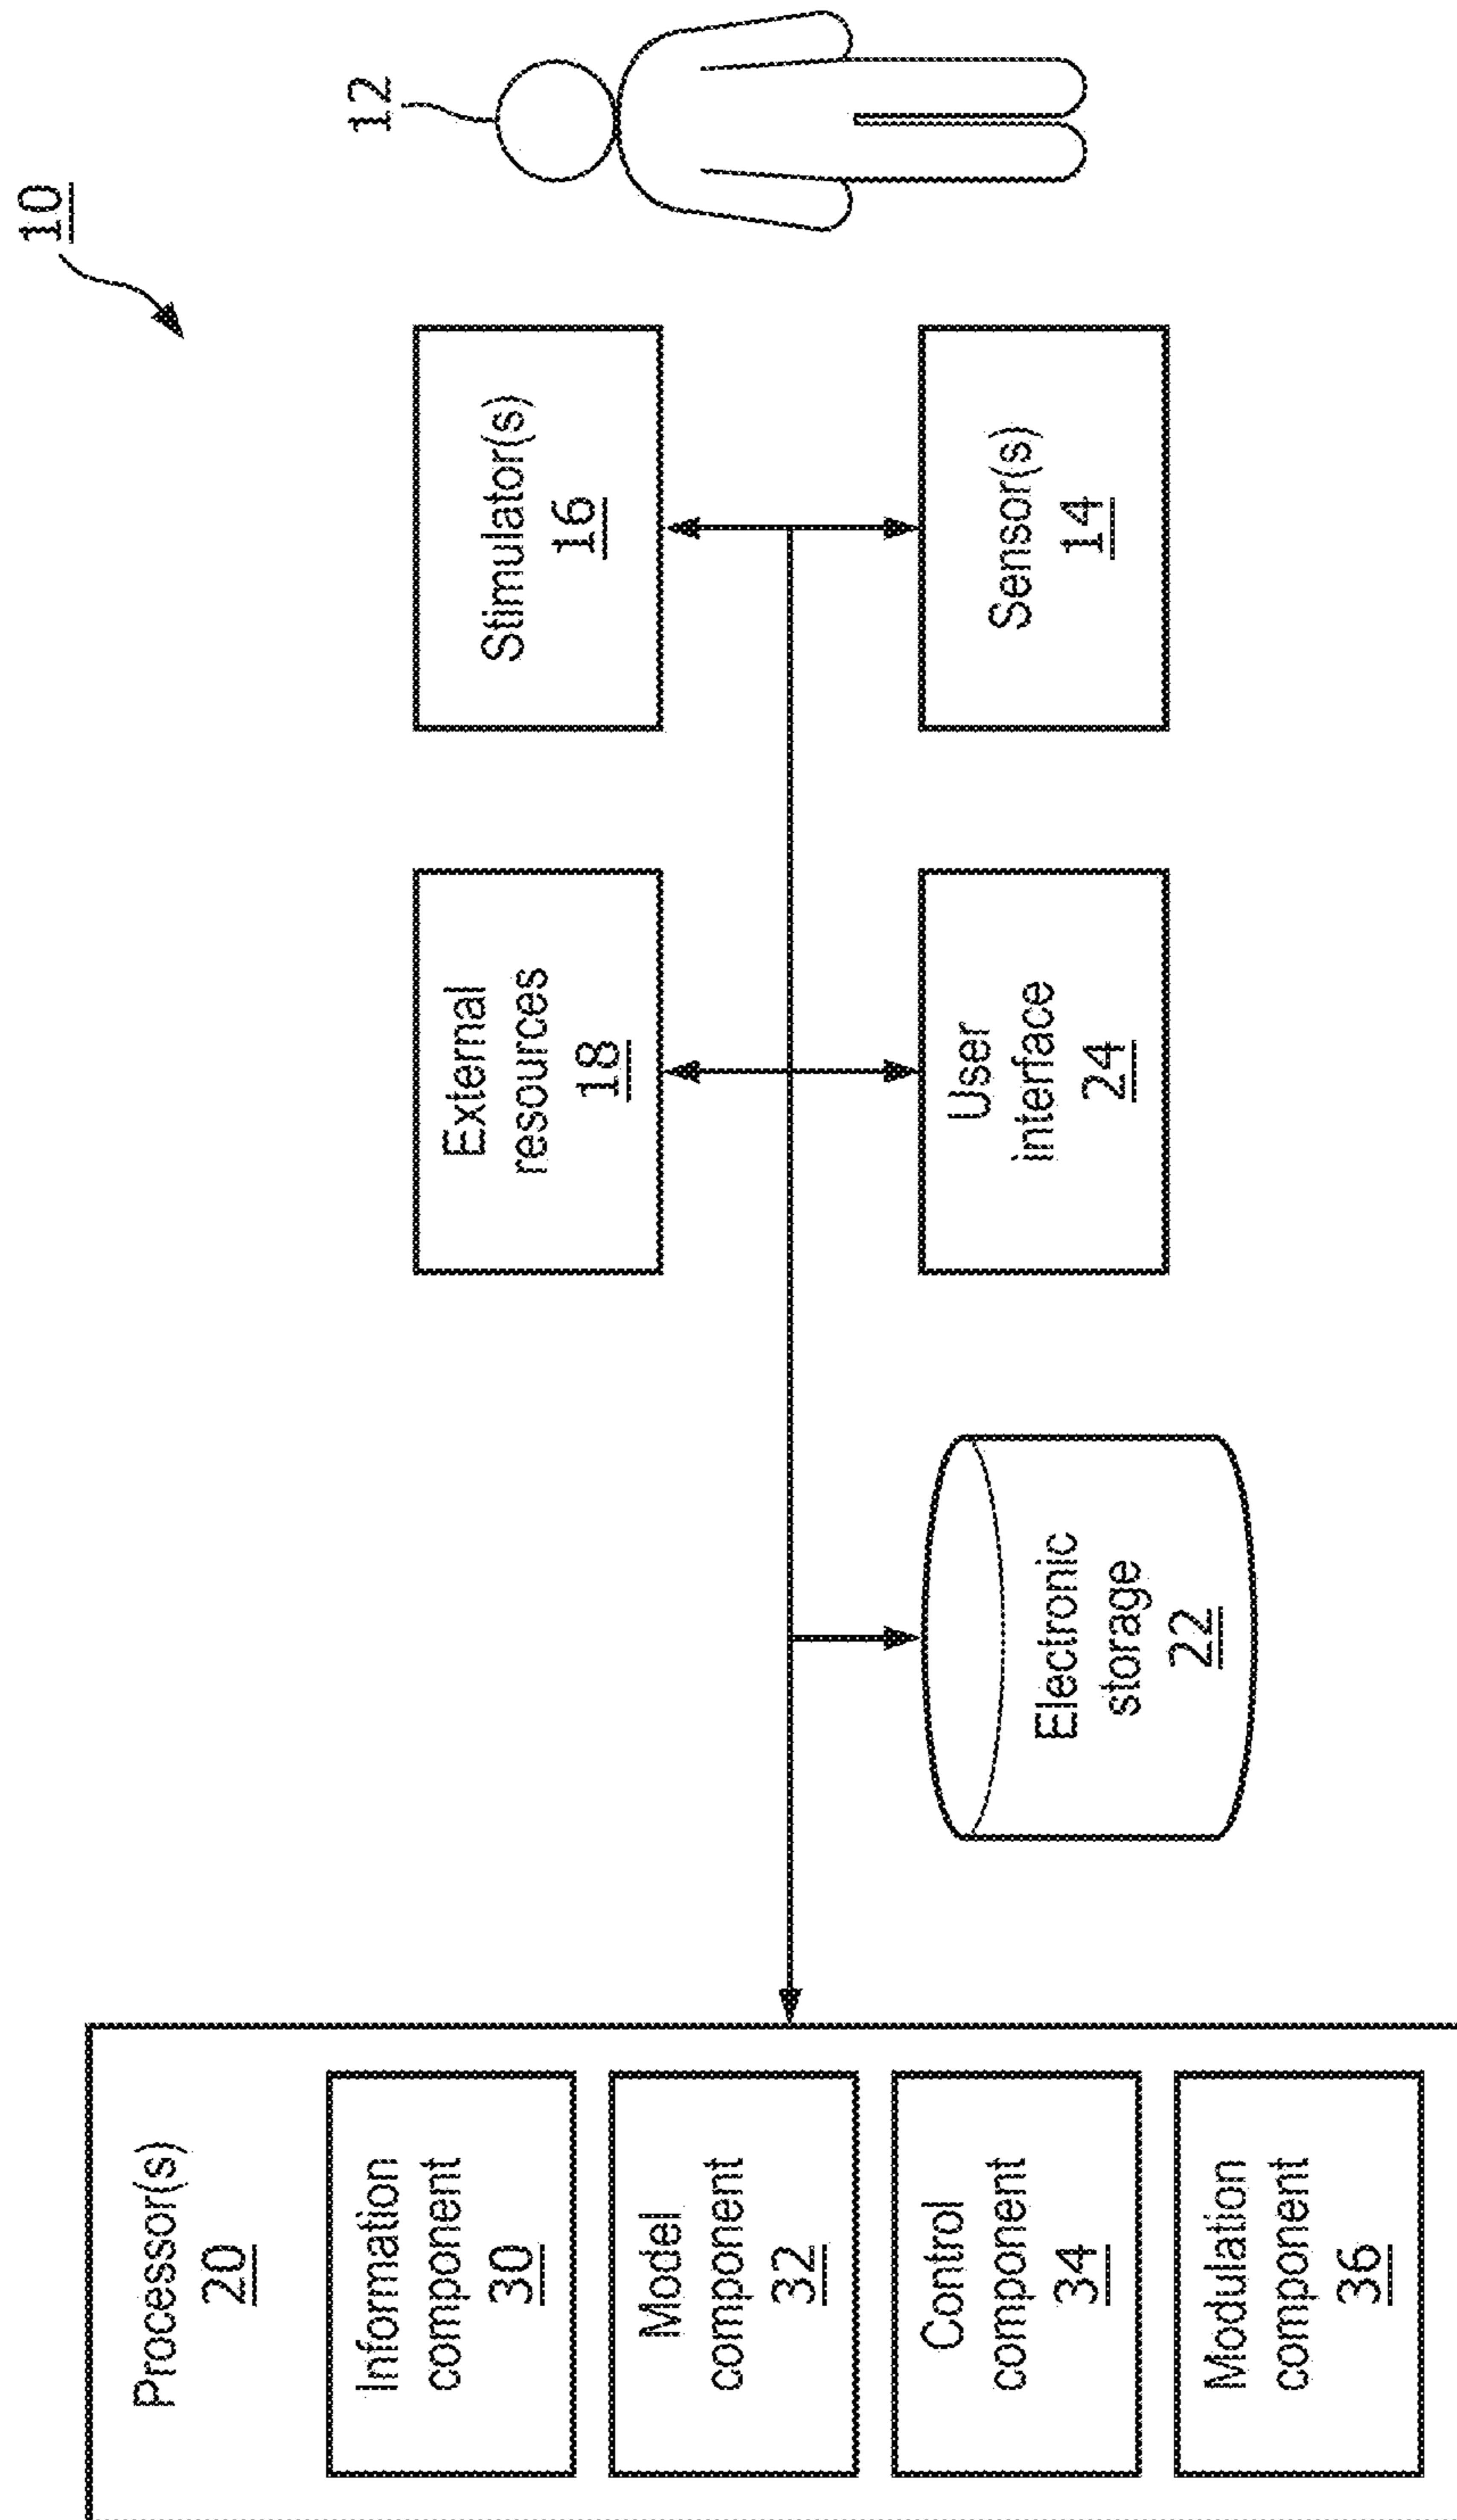 10
12
Processor(s)
20
Information
component
30
Model
component
32
Control
component
34
Modulation
component
36
External
resources
18
Stimulator(s)
16
Electronic
storage
22
User
interface
24
Sensor(s)
14